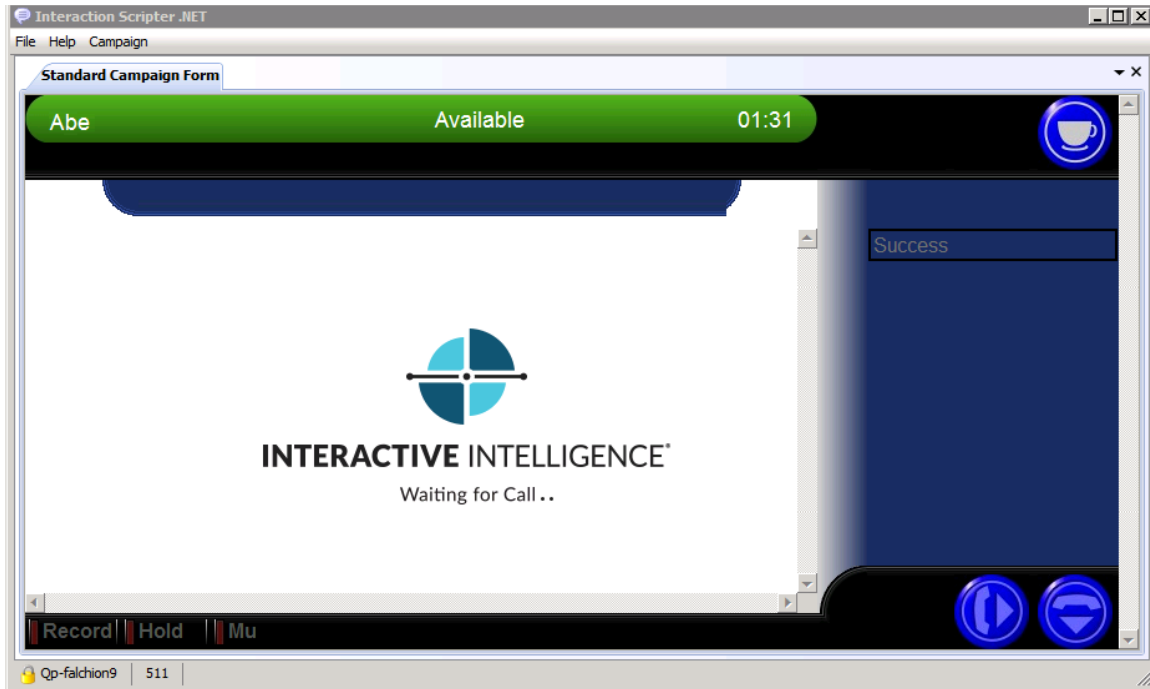 Interaction Scripter .NET
File Help Campaign
Standard Campaign Form
Abe Available 01:31
Success
INTERACTIVE INTELLIGENCE®
Waiting for Call..
Record Hold Mu
Qp-falchion9 511